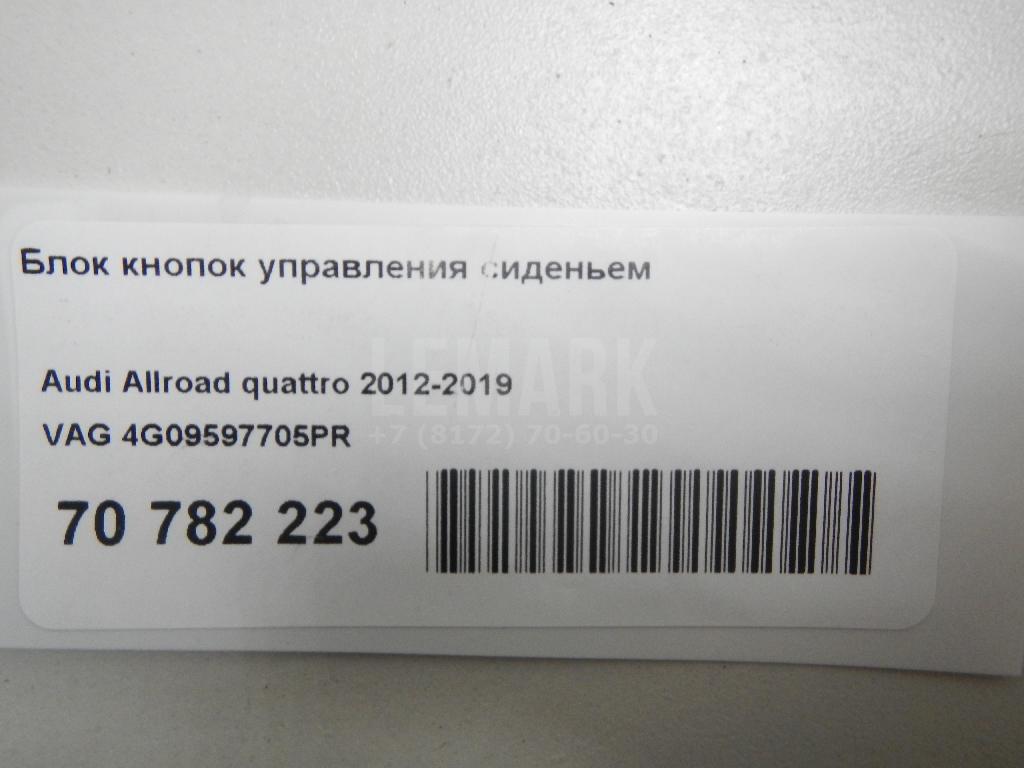 Блок кнопок управления сиденьем
LEMARK
Audi Allroad quattro 2012-2019
+7 (8172) 70-60-30
VAG 4G09597705PR
70 782 223